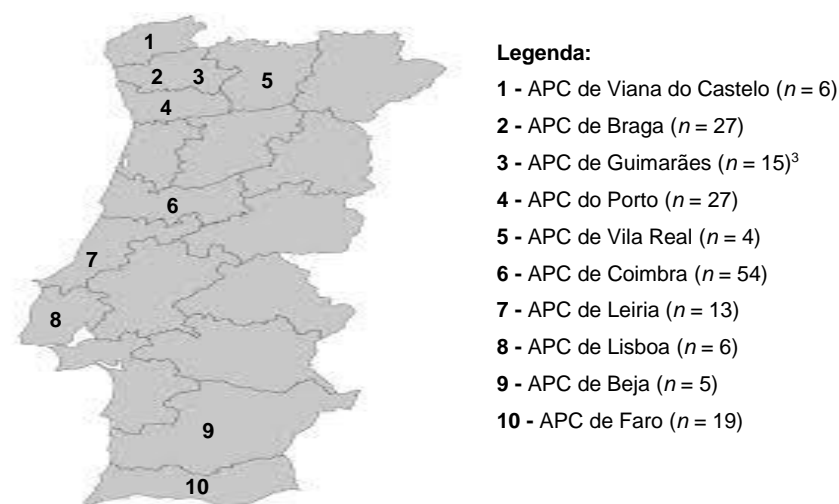 1
2
3
5
4
6
7
8
9
10
Legenda:
1 - APC de Viana do Castelo (n = 6)
2 - APC de Braga (n = 27)
3 - APC de Guimarães (n = 15)³
4 - APC do Porto (n = 27)
5 - APC de Vila Real (n = 4)
6 - APC de Coimbra (n = 54)
7 - APC de Leiria (n = 13)
8 - APC de Lisboa (n = 6)
9 - APC de Beja (n = 5)
10 - APC de Faro (n = 19)